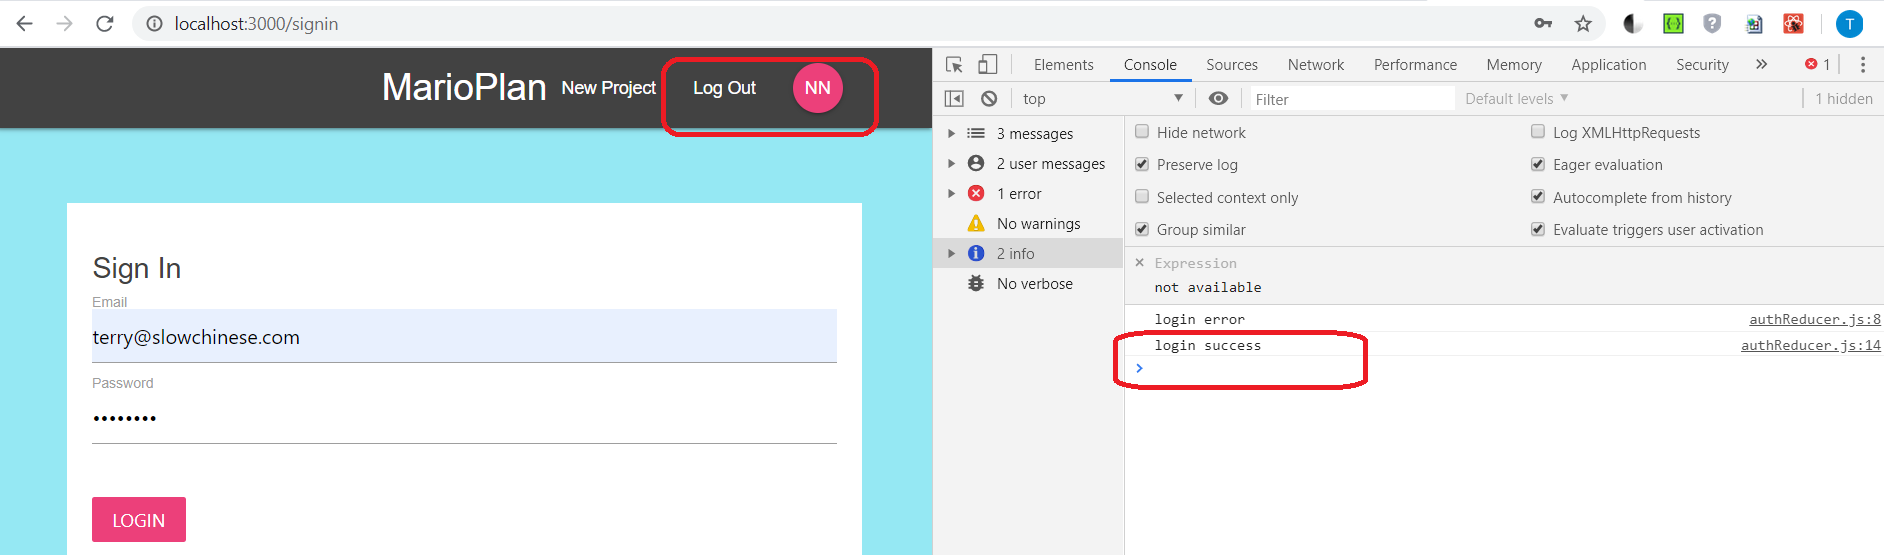 localhost:3000/signin
T
MarioPlan New Project Log Out NN
Sign In
Email
terry@slowchinese.com
Password
••••••••
LOGIN
Elements Console Sources Network Performance Memory Application Security » 1
top Filter Default levels 1 hidden
3 messages
2 user messages
1 error
No warnings
2 info
No verbose
Hide network Log XMLHttpRequests
Preserve log Eager evaluation
Selected context only Autocomplete from history
Group similar Evaluate triggers user activation
Expression
not available
login error authReducer.js:8
login success authReducer.js:14